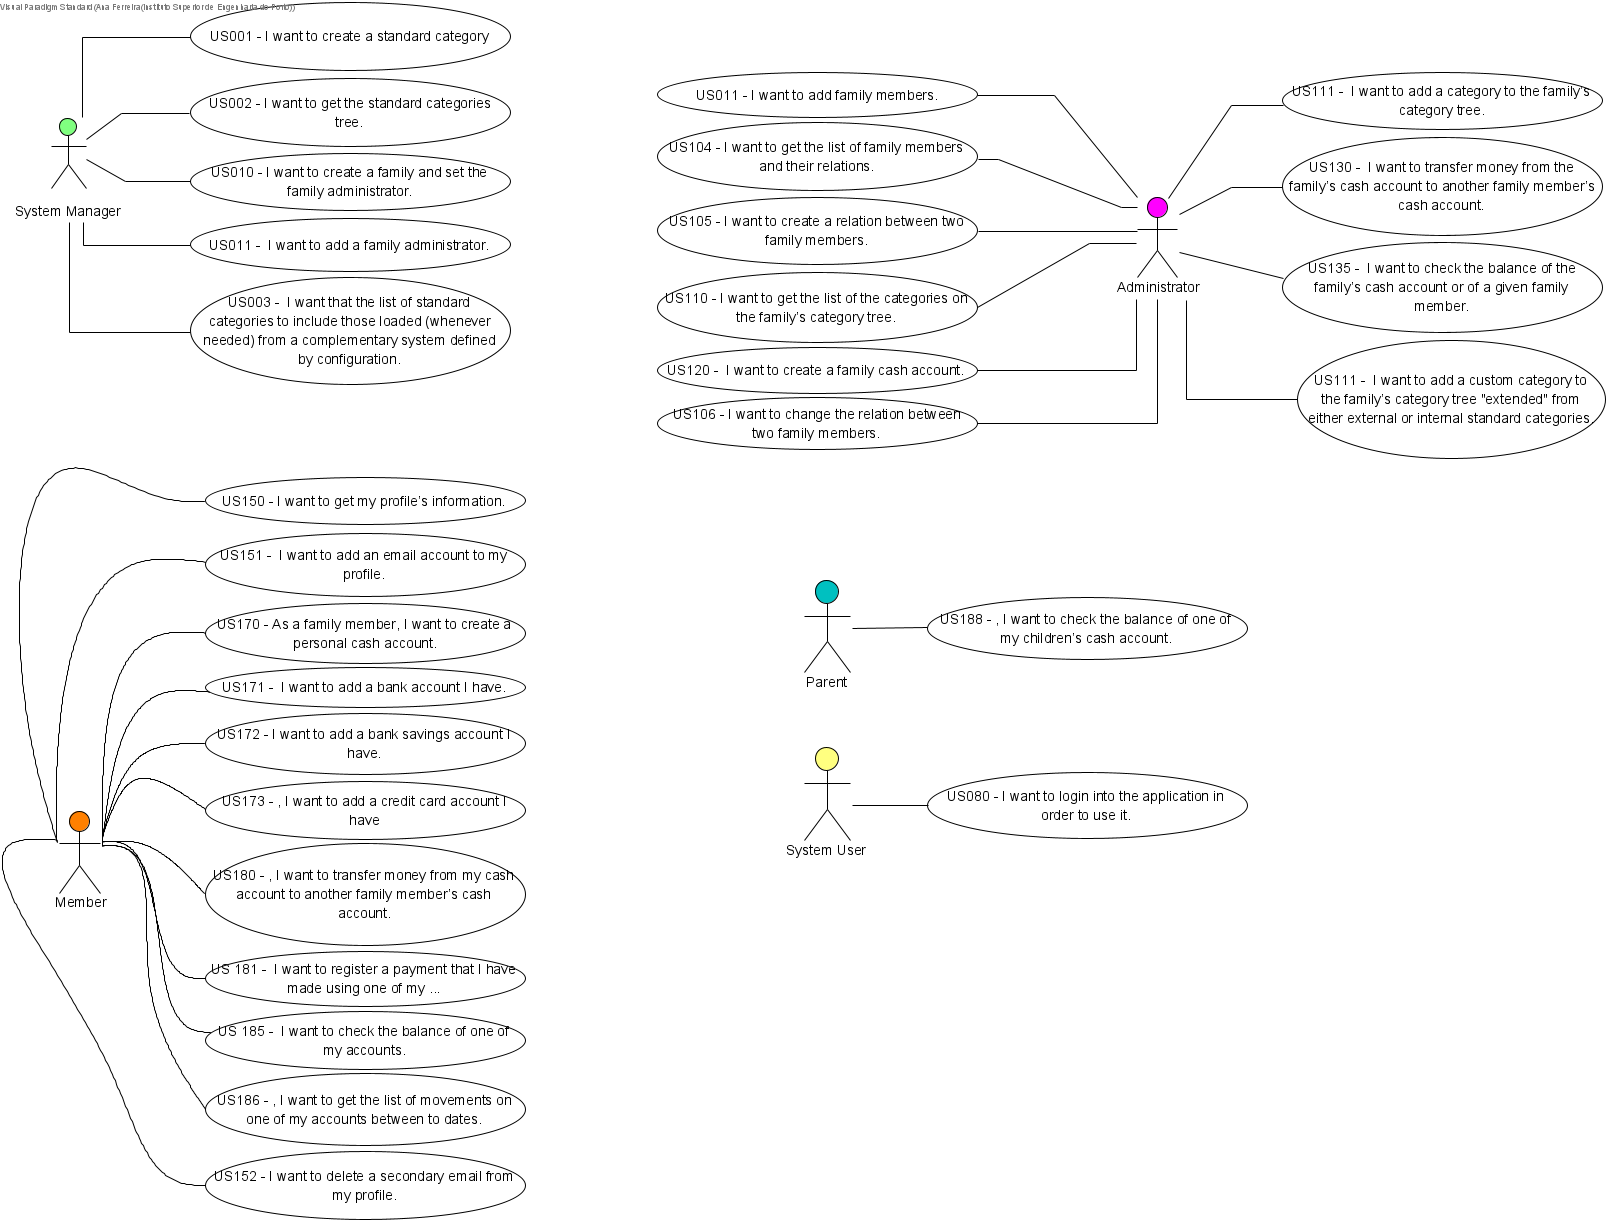 Visual Paradigm Standard (Ana Ferreira(Instituto Superior de Engenharia do Porto))
US001 - I want to create a standard category
US002 - I want to get the standard categories
tree.
US010 - I want to create a family and set the
family administrator.
System Manager
US011 -  I want to add a family administrator.
US003 -  I want that the list of standard
categories to include those loaded (whenever
needed) from a complementary system defined
by configuration.
US011 - I want to add family members.
US104 - I want to get the list of family members
and their relations.
US105 - I want to create a relation between two
family members.
US110 - I want to get the list of the categories on
the family's category tree.
US120 -  I want to create a family cash account.
US106 - I want to change the relation between
two family members.
Administrator
US111 -  I want to add a category to the family's
category tree.
US130 -  I want to transfer money from the
family's cash account to another family member's
cash account.
US135 -  I want to check the balance of the
family's cash account or of a given family
member.
US111 -  I want to add a custom category to
the family's category tree "extended" from
either external or internal standard categories.
US150 - I want to get my profile's information.
US151 -  I want to add an email account to my
profile.
US170 - As a family member, I want to create a
personal cash account.
US171 -  I want to add a bank account I have.
US172 - I want to add a bank savings account I
have.
US173 - , I want to add a credit card account I
have
Member
US180 - , I want to transfer money from my cash
account to another family member's cash
account.
US 181 -  I want to register a payment that I have
made using one of my ...
US 185 -  I want to check the balance of one of
my accounts.
US186 - , I want to get the list of movements on
one of my accounts between to dates.
US152 - I want to delete a secondary email from
my profile.
US188 - , I want to check the balance of one of
my children's cash account.
Parent
US080 - I want to login into the application in
order to use it.
System User